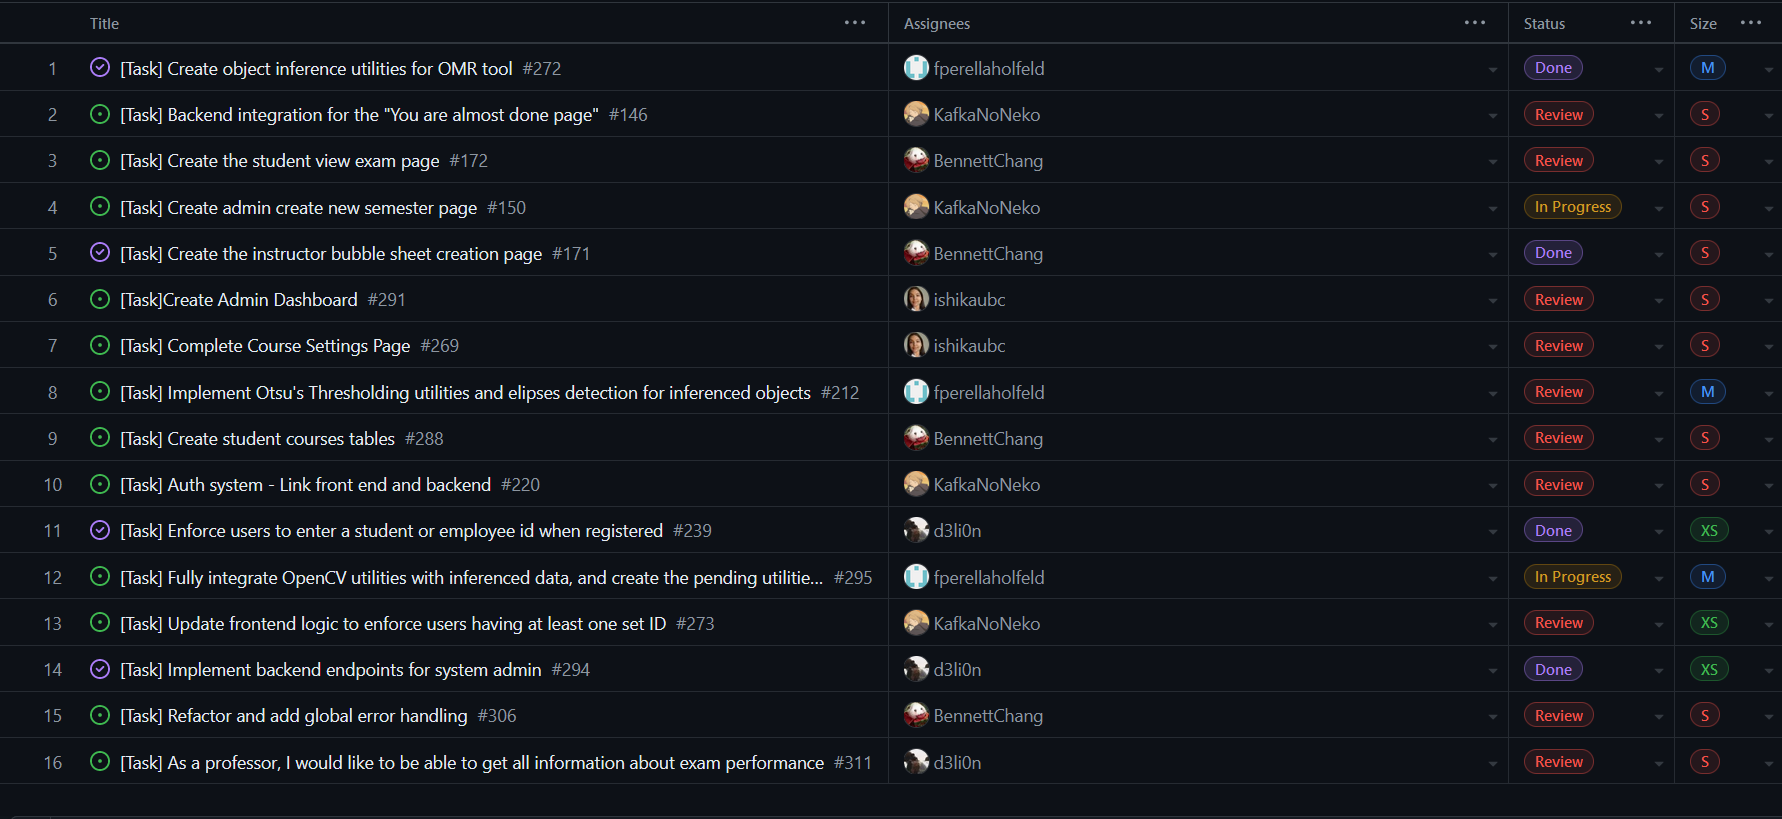 Title ... Assignees ... Status ... Size ...
1 [Task] Create object inference utilities for OMR tool #272 fperellaholfeld Done M
2 [Task] Backend integration for the "You are almost done page" #146 KafkaNoNeko Review S
3 [Task] Create the student view exam page #172 BennettChang Review S
4 [Task] Create admin create new semester page #150 KafkaNoNeko In Progress S
5 [Task] Create the instructor bubble sheet creation page #171 BennettChang Done S
6 [Task]Create Admin Dashboard #291 ishikaubc Review S
7 [Task] Complete Course Settings Page #269 ishikaubc Review S
8 [Task] Implement Otsu's Thresholding utilities and elipses detection for inferenced objects #212 fperellaholfeld Review M
9 [Task] Create student courses tables #288 BennettChang Review S
10 [Task] Auth system - Link front end and backend #220 KafkaNoNeko Review S
11 [Task] Enforce users to enter a student or employee id when registered #239 d3li0n Done XS
12 [Task] Fully integrate OpenCV utilities with inferenced data, and create the pending utilitie... #295 fperellaholfeld In Progress M
13 [Task] Update frontend logic to enforce users having at least one set ID #273 KafkaNoNeko Review XS
14 [Task] Implement backend endpoints for system admin #294 d3li0n Done XS
15 [Task] Refactor and add global error handling #306 BennettChang Review S
16 [Task] As a professor, I would like to be able to get all information about exam performance #311 d3li0n Review S